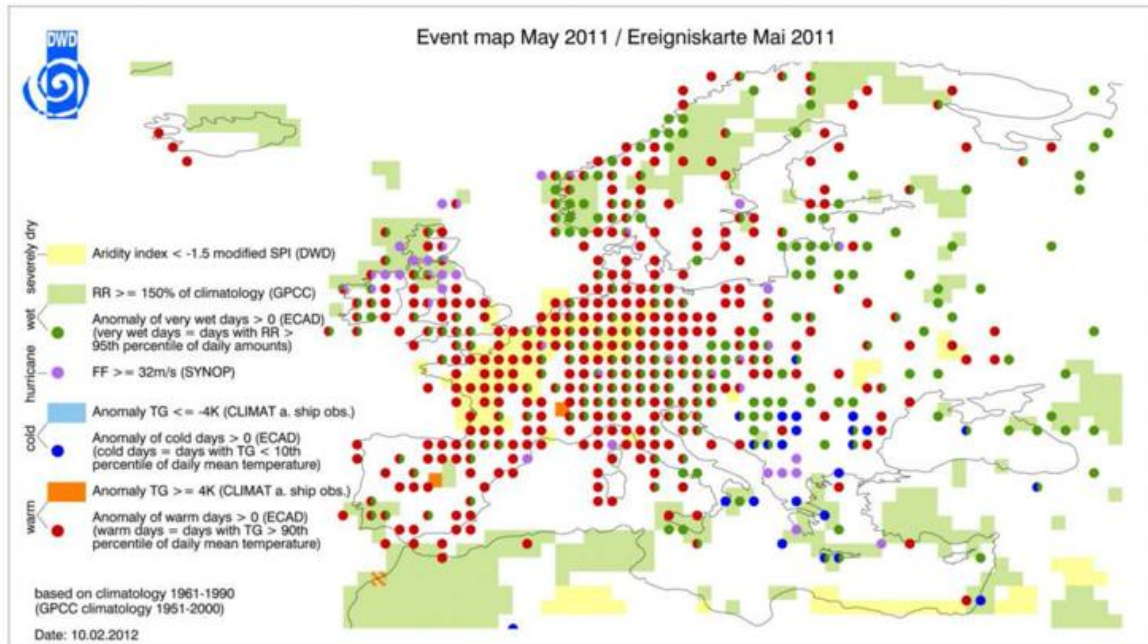 DWD
Event map May 2011 / Ereigniskarte Mai 2011
severely dry
Aridity index < -1.5 modified SPI (DWD)
wet
RR >= 150% of climatology (GPCC)
Anomaly of very wet days > 0 (ECAD)
(very wet days = days with RR >
95th percentile of daily amounts)
hurricane
FF >= 32m/s (SYNOP)
cold
Anomaly TG <= -4K (CLIMAT a. ship obs.)
Anomaly of cold days > 0 (ECAD)
(cold days = days with TG < 10th
percentile of daily mean temperature)
warm
Anomaly TG >= 4K (CLIMAT a. ship obs.)
Anomaly of warm days > 0 (ECAD)
(warm days = days with TG > 90th
percentile of daily mean temperature)
based on climatology 1961-1990
(GPCC climatology 1951-2000)
Date: 10.02.2012